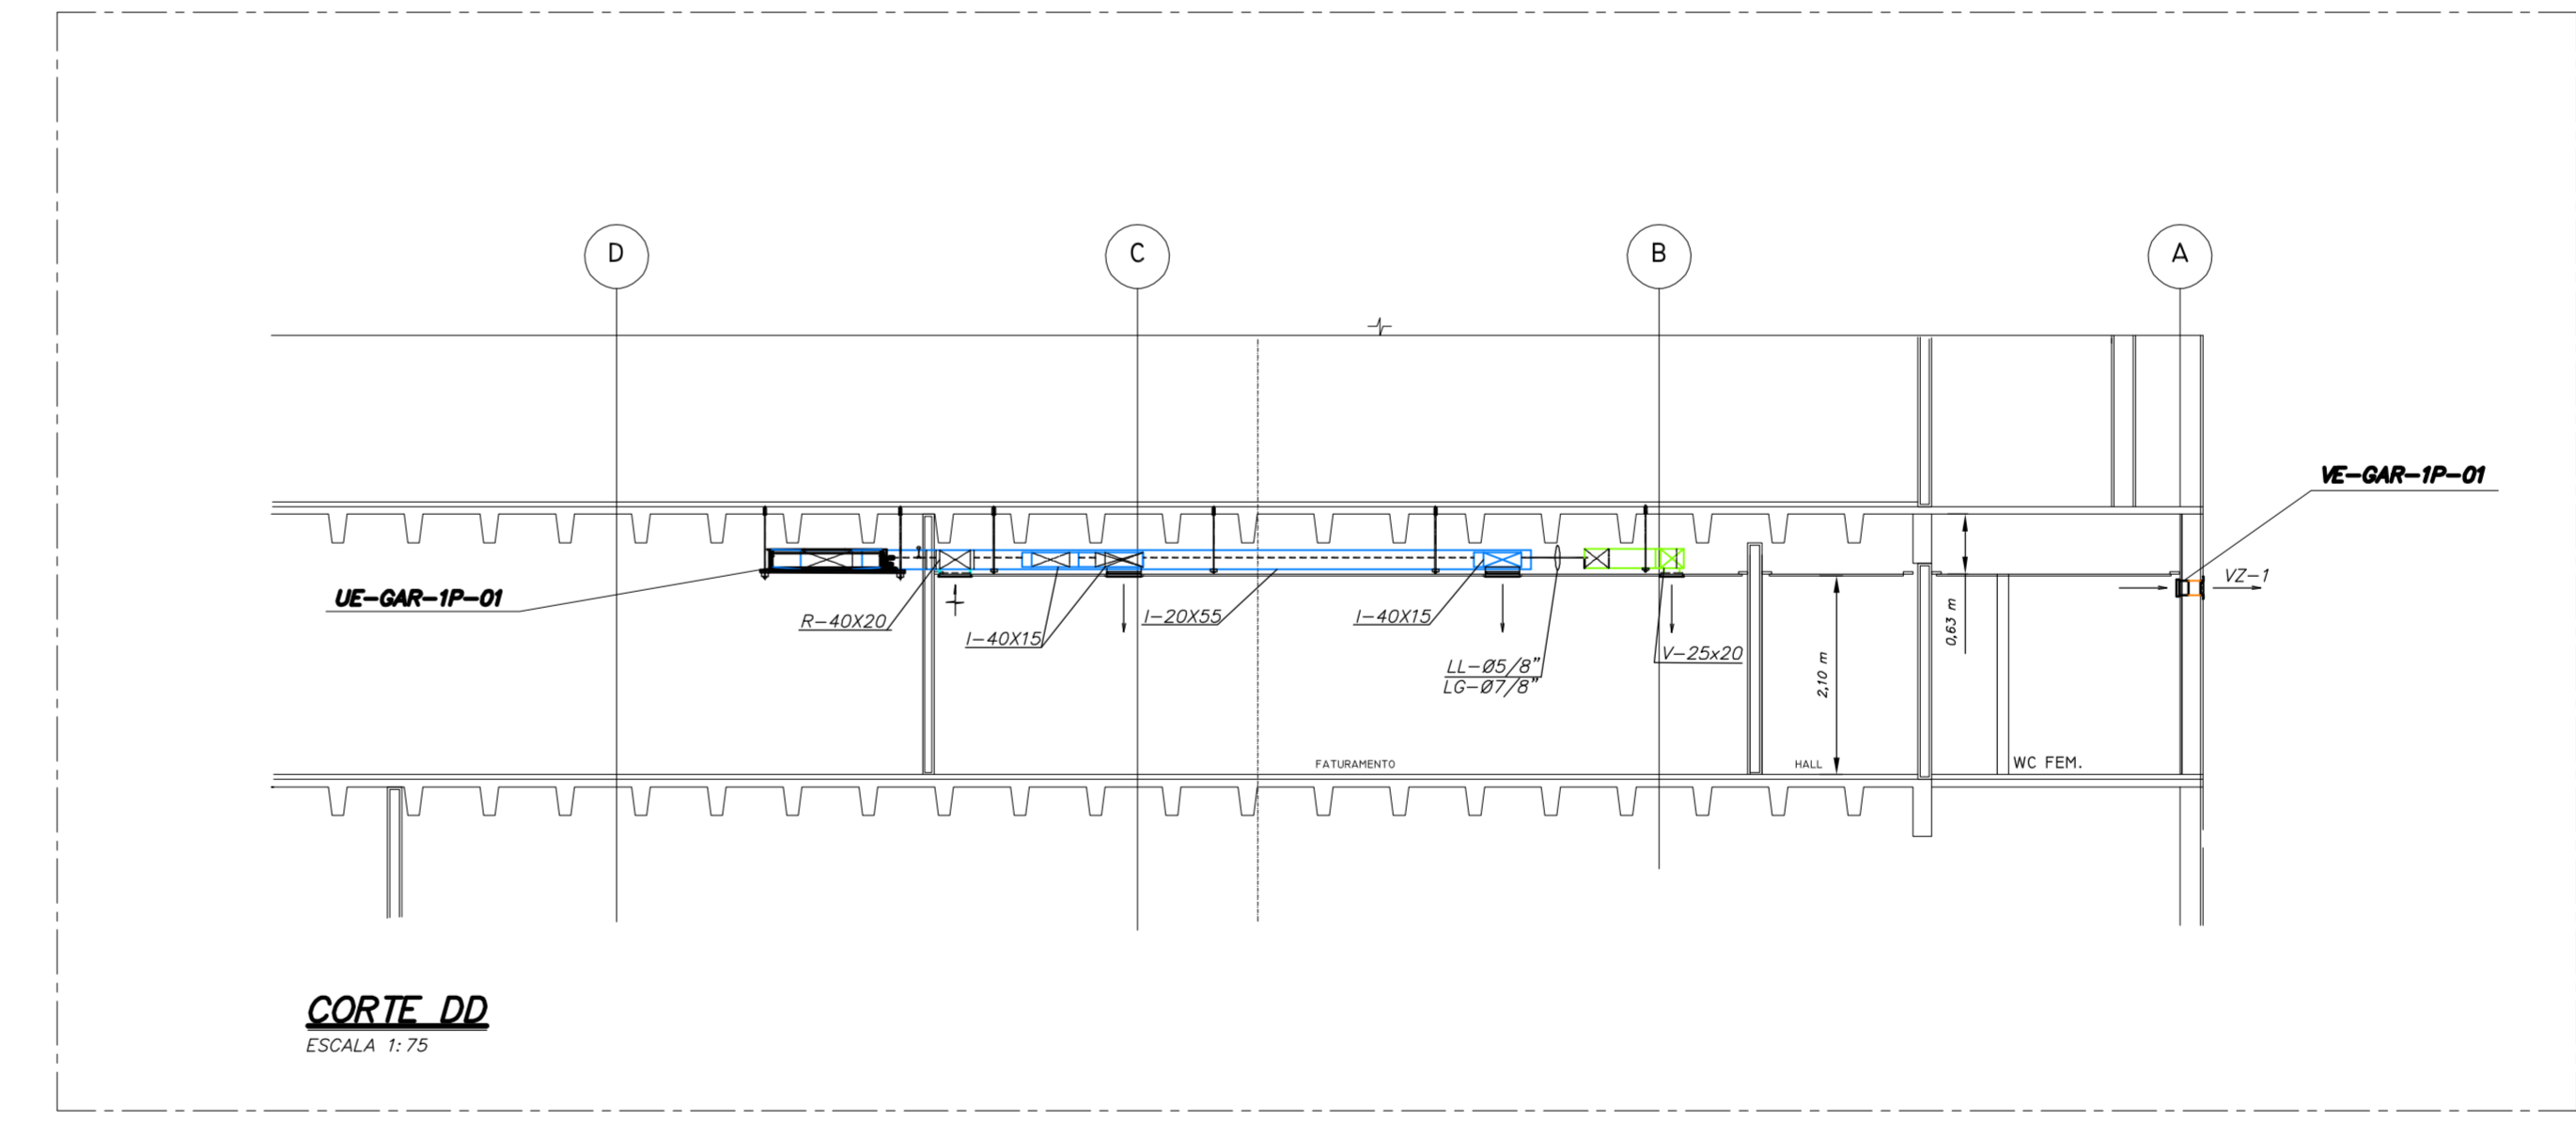 D
C
B
A
VE-GAR-1P-01
VZ-1
UE-GAR-1P-01
R-40X20
I-40X15
I-20X55
I-40X15
LL-Ø5/8"
LG-Ø7/8"
V-25x20
0,63 m
2,10 m
FATURAMENTO
HALL
WC FEM.
CORTE DD
ESCALA 1:75